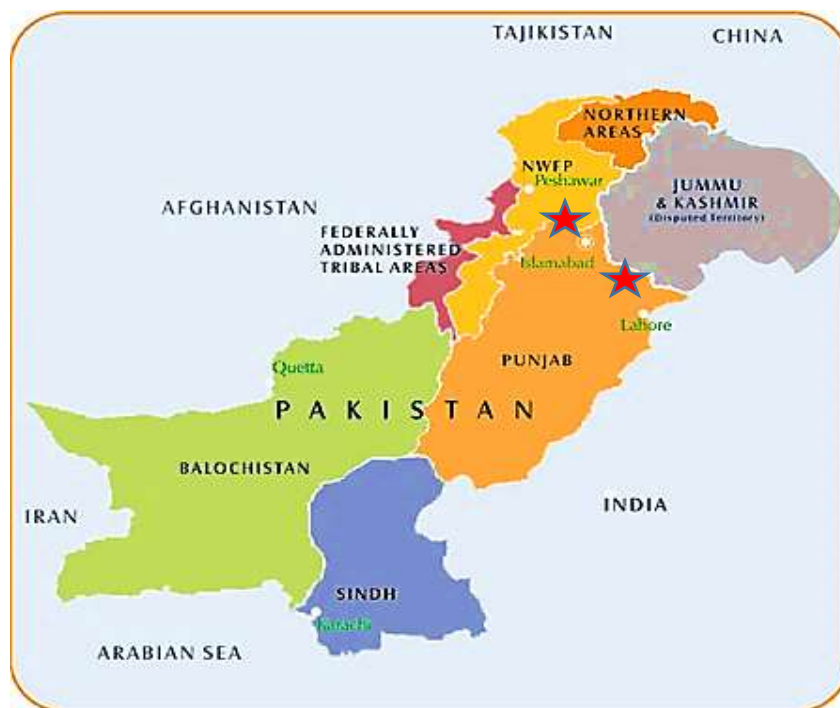 TAJIKISTAN
CHINA
NORTHERN
AREAS
NWFP
Peshawar
JUMMU
& KASHMIR
(Disputed Territory)
AFGHANISTAN
FEDERALLY
ADMINISTERED
TRIBAL AREAS
Islamabad
Lahore
Quetta
PUNJAB
PAKISTAN
BALOCHISTAN
INDIA
IRAN
SINDH
Karachi
ARABIAN SEA